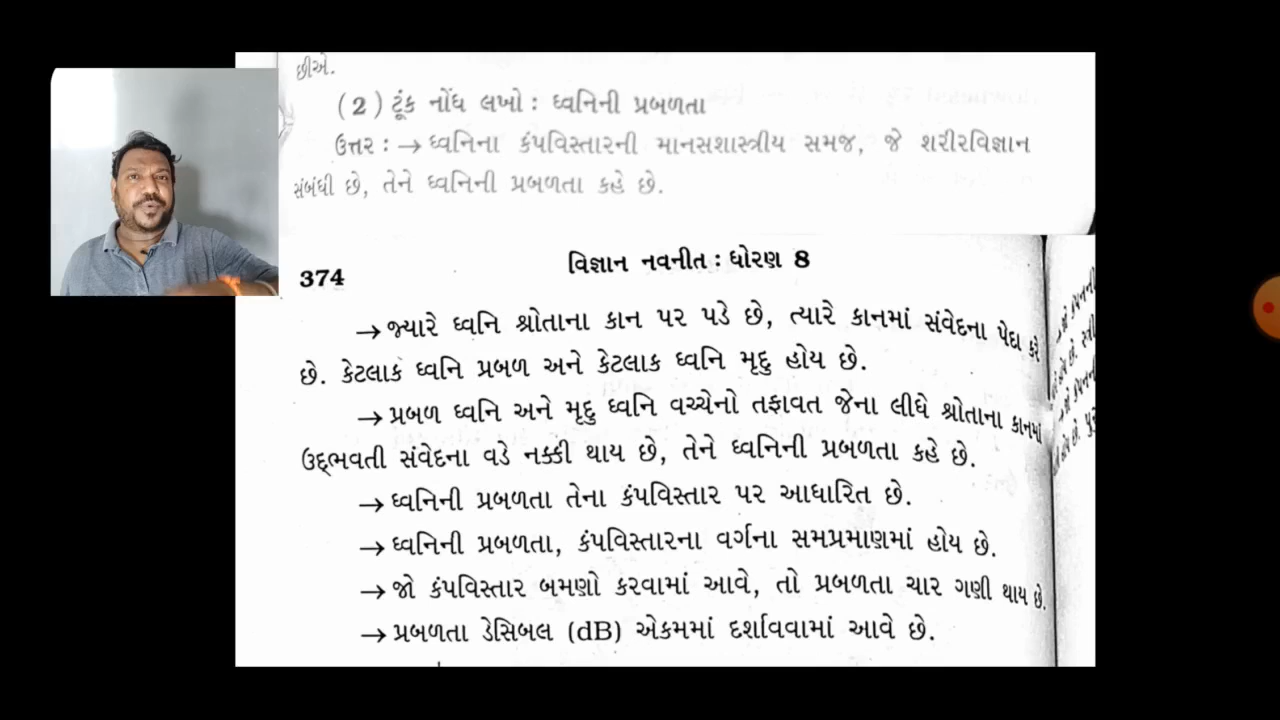 છીએ.
(2) ટૂંક નોંધ લખો : ધ્વનિની પ્રબળતા
ઉત્તર : → ધ્વનિના કંપવિસ્તારની માનસશાસ્ત્રીય સમજ, જે શરીરવિજ્ઞાન
સંબંધી છે, તેને ધ્વનિની પ્રબળતા કહે છે.
374
વિજ્ઞાન નવનીત : ધોરણ 8
→ જ્યારે ધ્વનિ શ્રોતાના કાન પર પડે છે, ત્યારે કાનમાં સંવેદના પેદા કરે
છે. કેટલાક ધ્વનિ પ્રબળ અને કેટલાક ધ્વનિ મૃદુ હોય છે.
→ પ્રબળ ધ્વનિ અને મૃદુ ધ્વનિ વચ્ચેનો તફાવત જેના લીધે શ્રોતાના કાનમાં
ઉદ્ભવતી સંવેદના વડે નક્કી થાય છે, તેને ધ્વનિની પ્રબળતા કહે છે.
→ ધ્વનિની પ્રબળતા તેના કંપવિસ્તાર પર આધારિત છે.
→ ધ્વનિની પ્રબળતા, કંપવિસ્તારના વર્ગના સમપ્રમાણમાં હોય છે.
→ જો કંપવિસ્તાર બમણો કરવામાં આવે, તો પ્રબળતા ચાર ગણી થાય છે.
→ પ્રબળતા ડેસિબલ (dB) એકમમાં દર્શાવવામાં આવે છે.